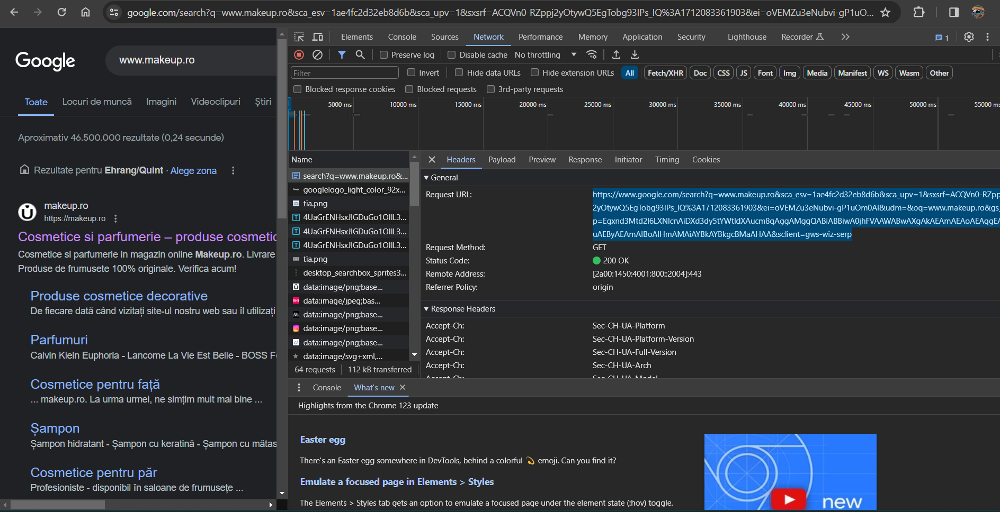 google.com/search?q=www.makeup.ro&sca_esv=1ae4fc2d32eb8d6b&sca_upv=1&sxsrf=ACQVn0-RZppj2yOtywQ5EgTobg93IPs_IQ%3A1712083361903&ei=oVEMZu3eNubvi-gP1uO...
Google
www.makeup.ro
Toate Locuri de muncă Imagini Videoclipuri Știri
Aproximativ 46.500.000 rezultate (0,24 secunde)
Rezultate pentru Ehrang/Quint · Alege zona
makeup.ro
https://makeup.ro
Cosmetice si parfumerie – produse cosmetic
Cosmetice si parfumerie in magazin online Makeup.ro. Livrare
Produse de frumusete 100% originale. Verifica acum!
Produse cosmetice decorative
De fiecare dată când vizitați site-ul nostru web sau îl utilizați
Parfumuri
Calvin Klein Euphoria - Lancome La Vie Est Belle - BOSS F
Cosmetice pentru față
... makeup.ro. La urma urmei, ne simțim mult mai bine ...
Șampon
Șampon hidratant - Șampon cu keratină - Șampon cu mătas
Cosmetice pentru păr
Profesioniste - disponibil în saloane de frumusețe ...
Elements Console Sources Network Performance Memory Application Security Lighthouse Recorder 1
Preserve log Disable cache No throttling
Filter Invert Hide data URLs Hide extension URLs All Fetch/XHR Doc CSS JS Font Img Media Manifest WS Wasm Other
Blocked response cookies Blocked requests 3rd-party requests
5000 ms 10000 ms 15000 ms 20000 ms 25000 ms 30000 ms 35000 ms 40000 ms 45000 ms 50000 ms 55000 ms
Name
search?q=www.makeup.ro&...
googlelogo_light_color_92x...
tia.png
4UaGrENHsxJlGDuGo1OIlL3...
4UaGrENHsxJlGDuGo1OIlL3...
4UaGrENHsxJlGDuGo1OIlL3...
tia.png
desktop_searchbox_sprites3...
data:image/png;base...
data:image/jpeg;bas...
data:image/png;base...
data:image/png;base...
data:image/png;base...
data:image/svg+xml,...
64 requests 112 kB transferred
Headers Payload Preview Response Initiator Timing Cookies
General
Request URL: https://www.google.com/search?q=www.makeup.ro&sca_esv=1ae4fc2d32eb8d6b&sca_upv=1&sxsrf=ACQVn0-RZpp
2yOtywQ5EgTobg93IPs_IQ%3A1712083361903&ei=oVEMZu3eNubvi-gP1uOm0AI&udm=&oq=www.makeup.ro&gs_
p=Egxnd3Mtd2l6LXNlcnAiDXd3dy5tYWtldXAucm8qAggAMggQABiABBiwA0jhFVAAWABwAXgAkAEAmAEAoAEAqgEA
uAEByAEAmAIBoAIHmAMAiAYBkAYBkgcBMaAHAA&sclient=gws-wiz-serp
Request Method: GET
Status Code: 200 OK
Remote Address: [2a00:1450:4001:800::2004]:443
Referrer Policy: origin
Response Headers
Accept-Ch: Sec-CH-UA-Platform
Accept-Ch: Sec-CH-UA-Platform-Version
Accept-Ch: Sec-CH-UA-Full-Version
Accept-Ch: Sec-CH-UA-Arch
Accept-Ch: Sec-CH-UA-Model
Console What's new
Highlights from the Chrome 123 update
Easter egg
There's an Easter egg somewhere in DevTools, behind a colorful 💫 emoji. Can you find it?
Emulate a focused page in Elements > Styles
The Elements > Styles tab gets an option to emulate a focused page under the element state (:hov) toggle.
new